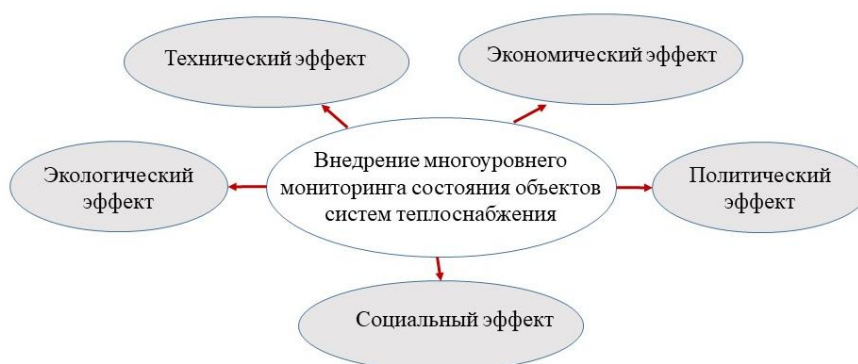 Технический эффект
Экономический эффект
Экологический
эффект
Внедрение многоуровнего
мониторинга состояния объектов
систем теплоснабжения
Политический
эффект
Социальный эффект